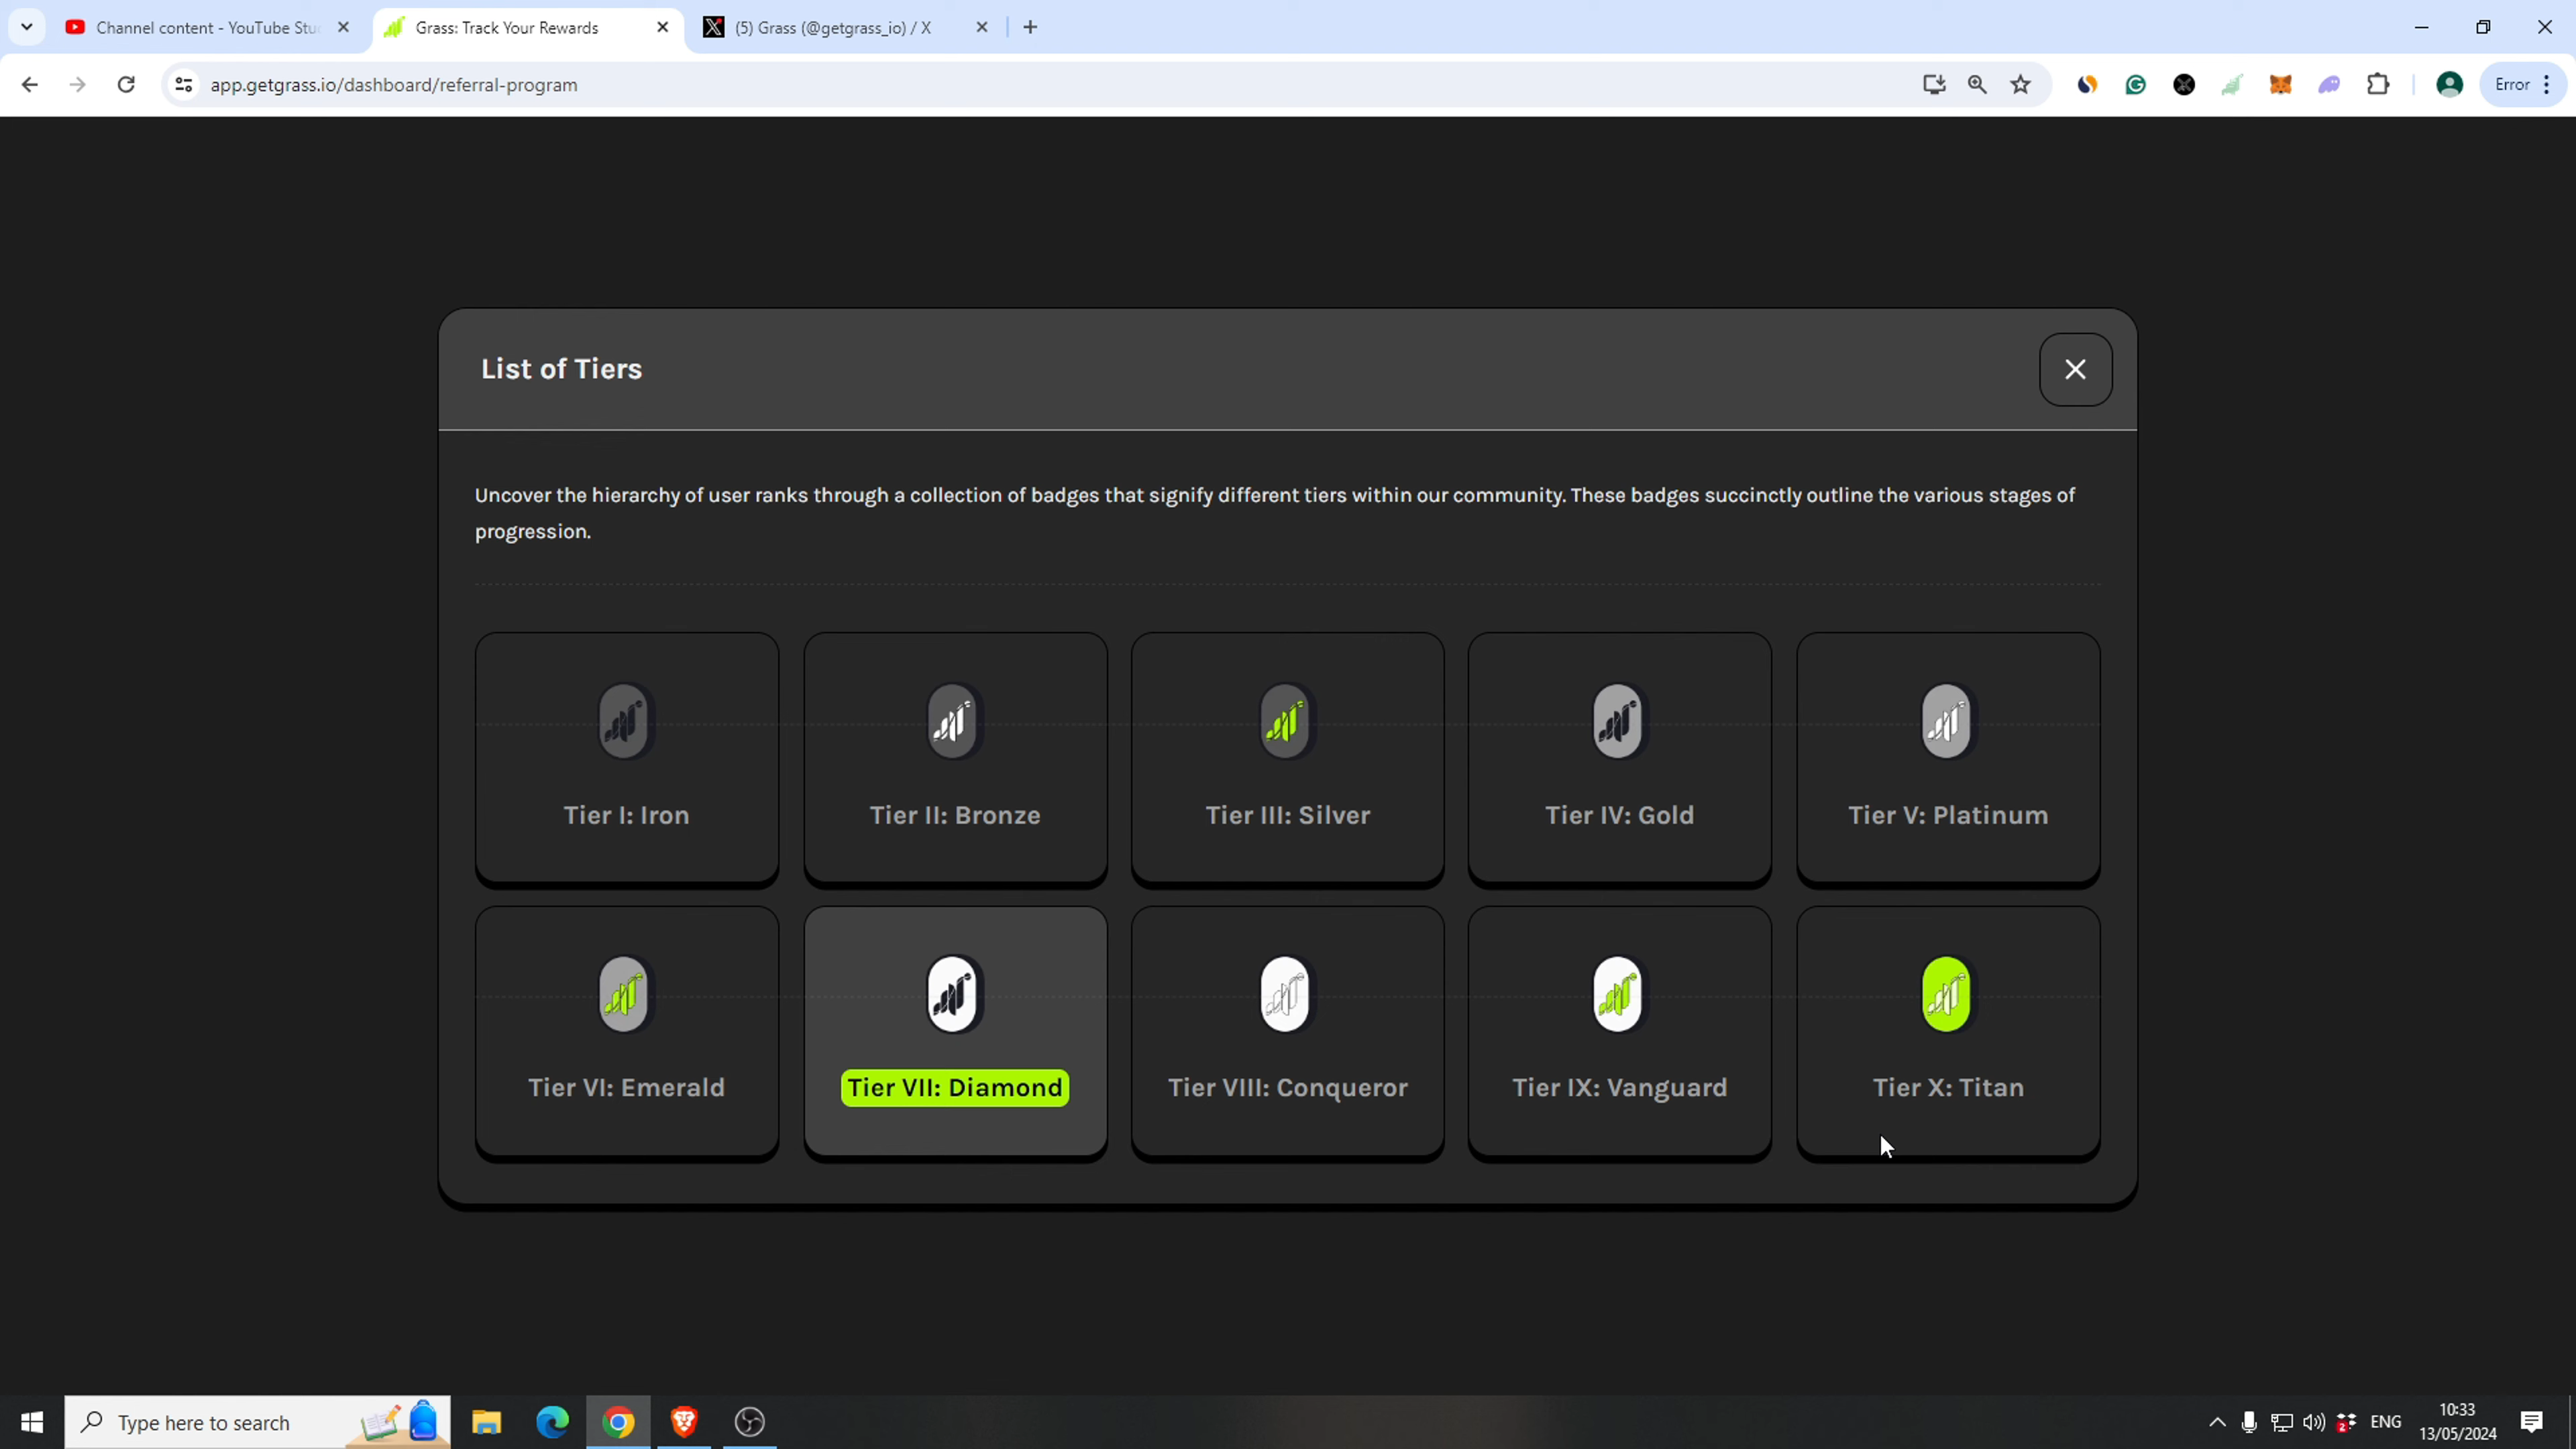 Channel content - YouTube Stu
Grass: Track Your Rewards
(5) Grass (@getgrass_io) / X
app.getgrass.io/dashboard/referral-program
Error
List of Tiers
Uncover the hierarchy of user ranks through a collection of badges that signify different tiers within our community. These badges succinctly outline the various stages of
progression.
Tier I: Iron
Tier II: Bronze
Tier III: Silver
Tier IV: Gold
Tier V: Platinum
Tier VI: Emerald
Tier VII: Diamond
Tier VIII: Conqueror
Tier IX: Vanguard
Tier X: Titan
Type here to search
2
ENG
10:33
13/05/2024